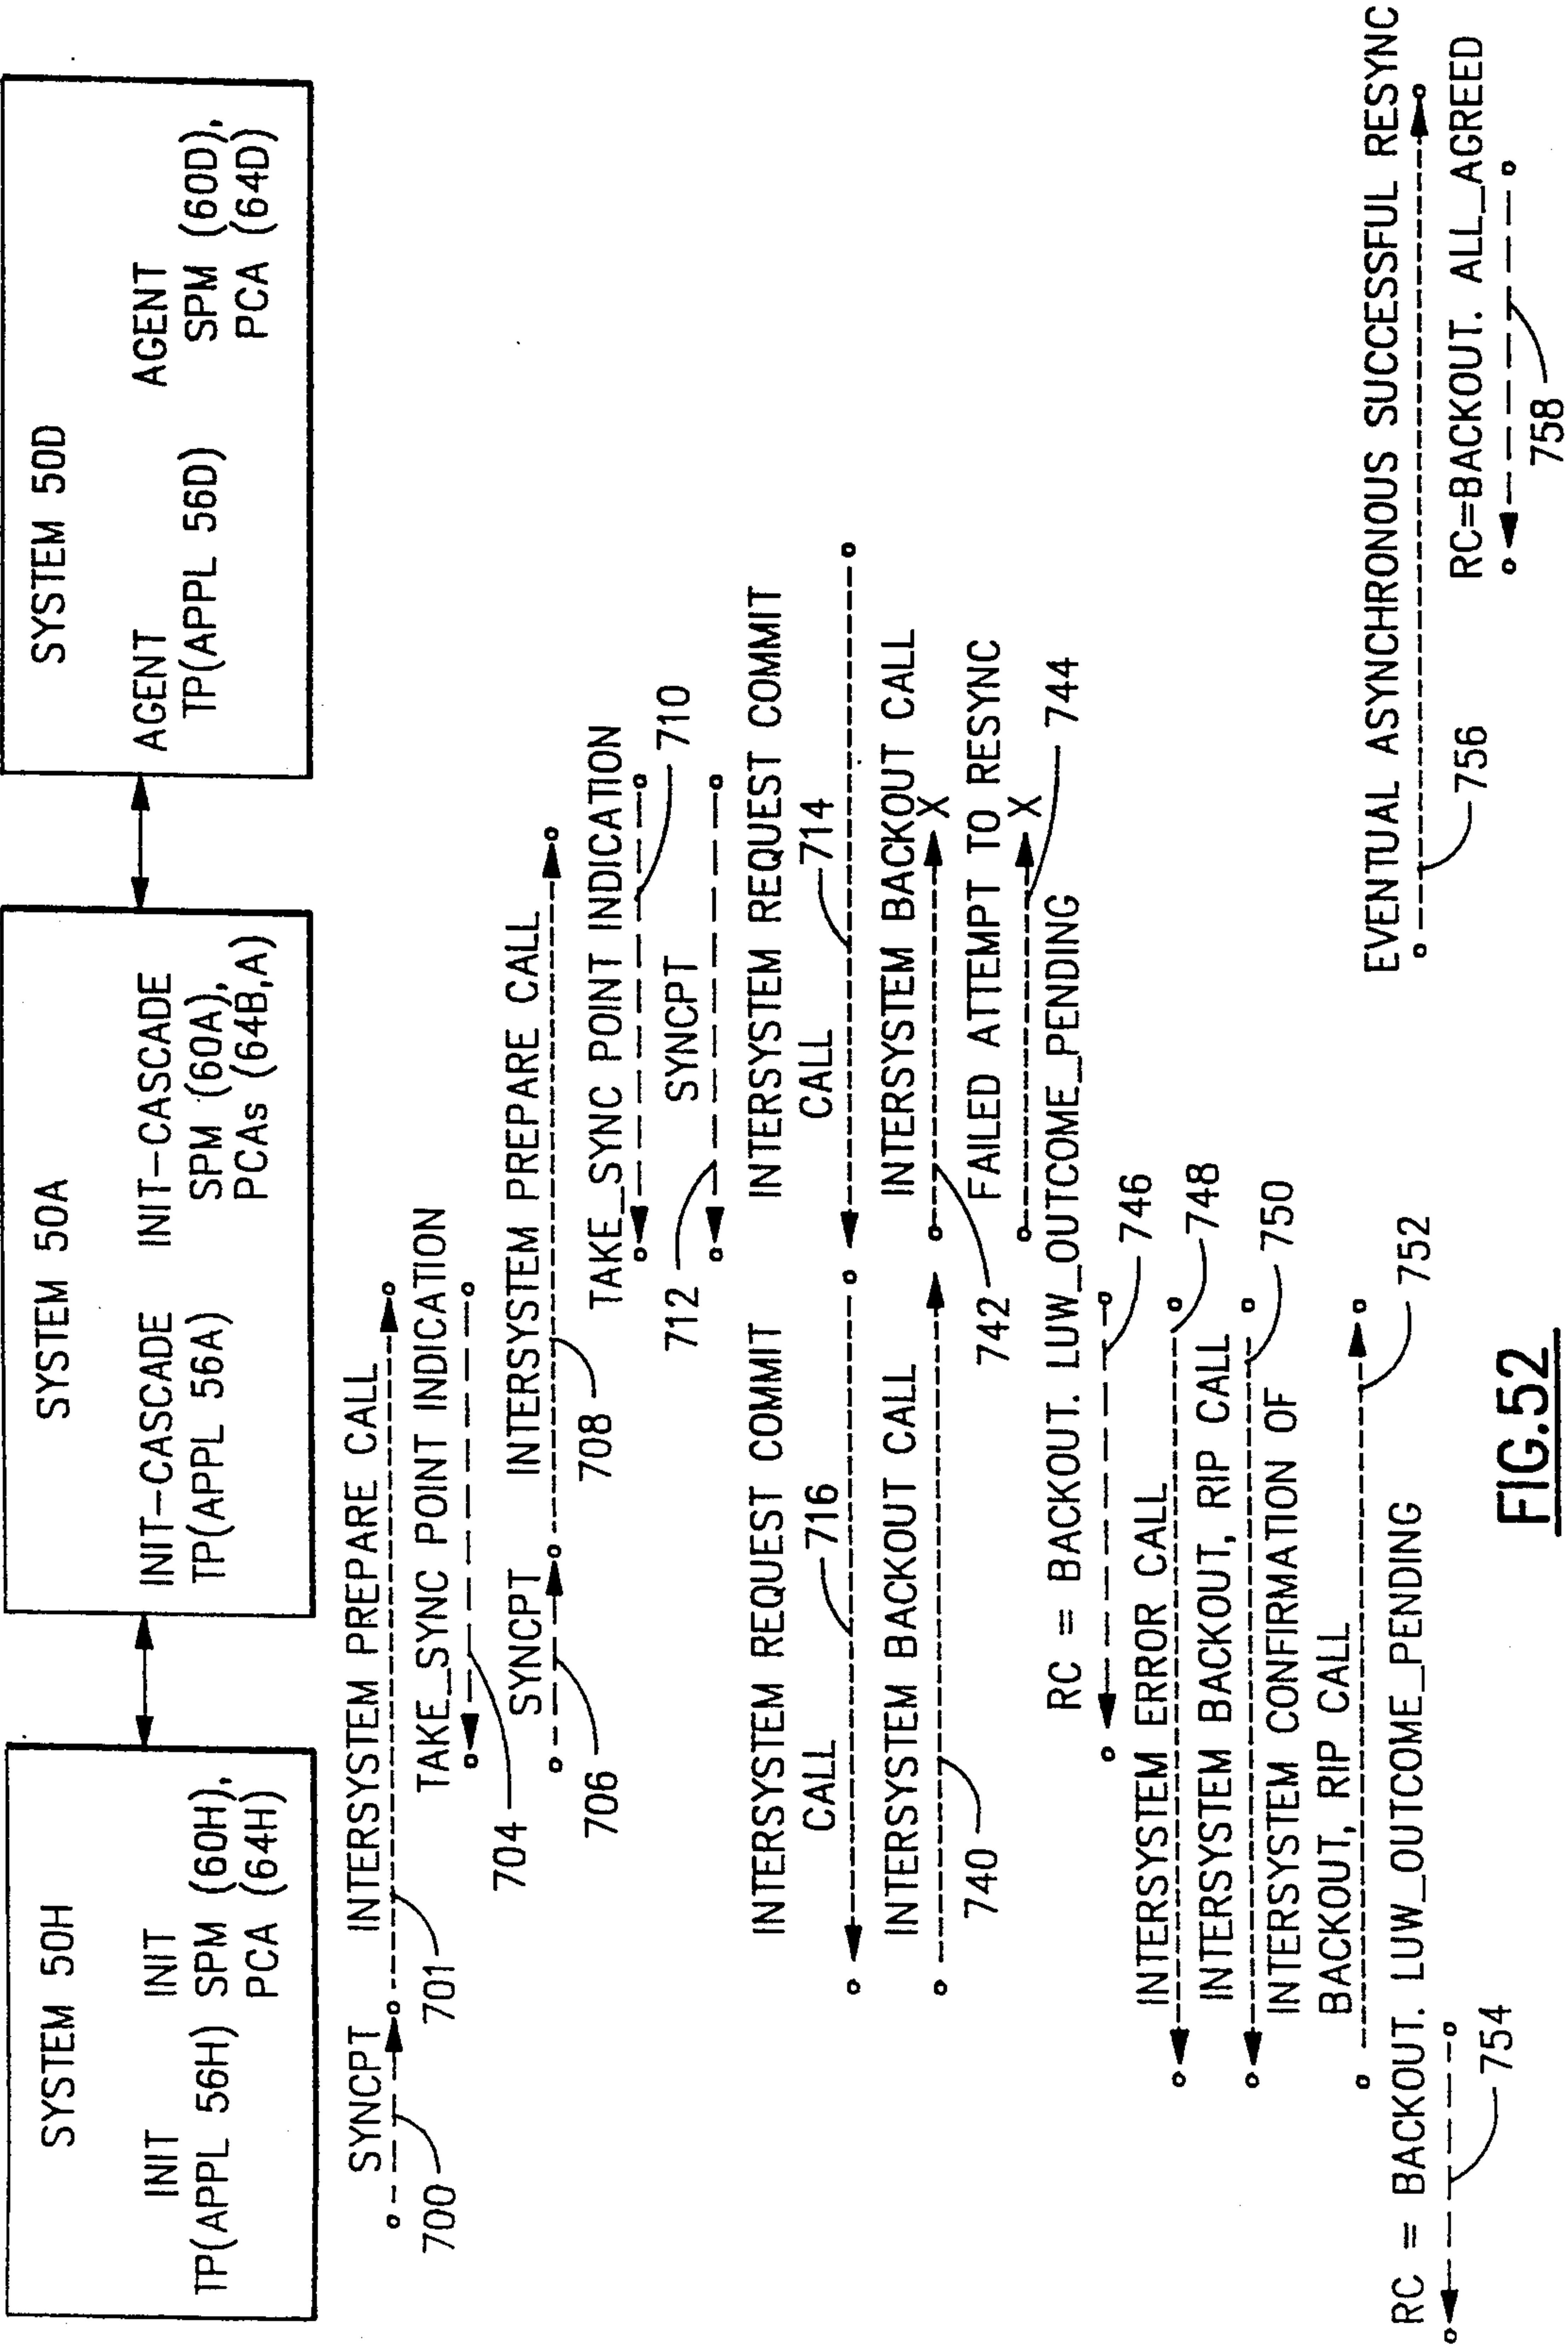 SYSTEM 50H
INIT INIT
TP(APPL 56H) SPM (60H),
PCA (64H)
SYSTEM 50A
INIT-CASCADE INIT-CASCADE
TP(APPL 56A) SPM (60A),
PCAs (64B,A)
SYSTEM 50D
AGENT AGENT
TP(APPL 56D) SPM (60D),
PCA (64D)
SYNCPT
700
INTERSYSTEM PREPARE CALL
701
TAKE_SYNC POINT INDICATION
704
SYNCPT
706
INTERSYSTEM PREPARE CALL
708
TAKE_SYNC POINT INDICATION
710
SYNCPT
712
INTERSYSTEM REQUEST COMMIT
CALL
714
INTERSYSTEM REQUEST COMMIT
CALL
716
INTERSYSTEM BACKOUT CALL
740
INTERSYSTEM BACKOUT CALL
X
742
FAILED ATTEMPT TO RESYNC
X
744
RC = BACKOUT. LUW_OUTCOME_PENDING
746
INTERSYSTEM ERROR CALL
748
INTERSYSTEM BACKOUT, RIP CALL
750
INTERSYSTEM CONFIRMATION OF
BACKOUT, RIP CALL
752
RC = BACKOUT. LUW_OUTCOME_PENDING
754
EVENTUAL ASYNCHRONOUS SUCCESSFUL RESYNC
756
RC=BACKOUT. ALL_AGREED
758
FIG.52